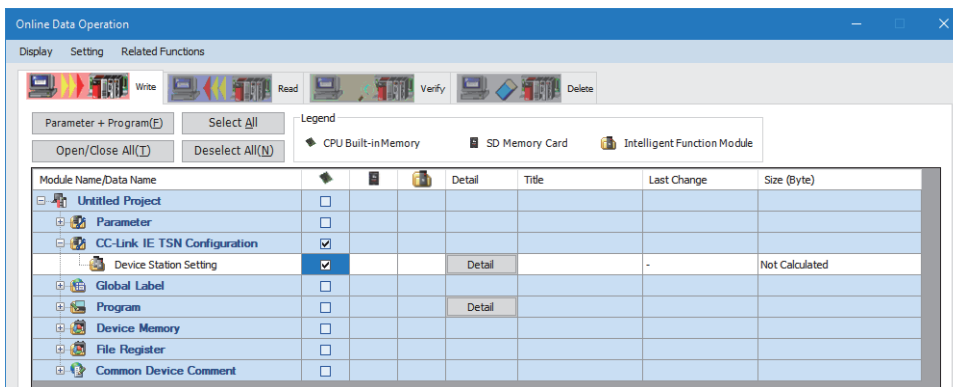 Online Data Operation
Display Setting Related Functions
Write Read Verify Delete
Parameter + Program(F) Select All
Legend
CPU Built-in Memory SD Memory Card Intelligent Function Module
Open/Close All(T) Deselect All(N)
Module Name/Data Name Detail Title Last Change Size (Byte)
Untitled Project
Parameter
CC-Link IE TSN Configuration
Device Station Setting Detail - Not Calculated
Global Label
Program Detail
Device Memory
File Register
Common Device Comment